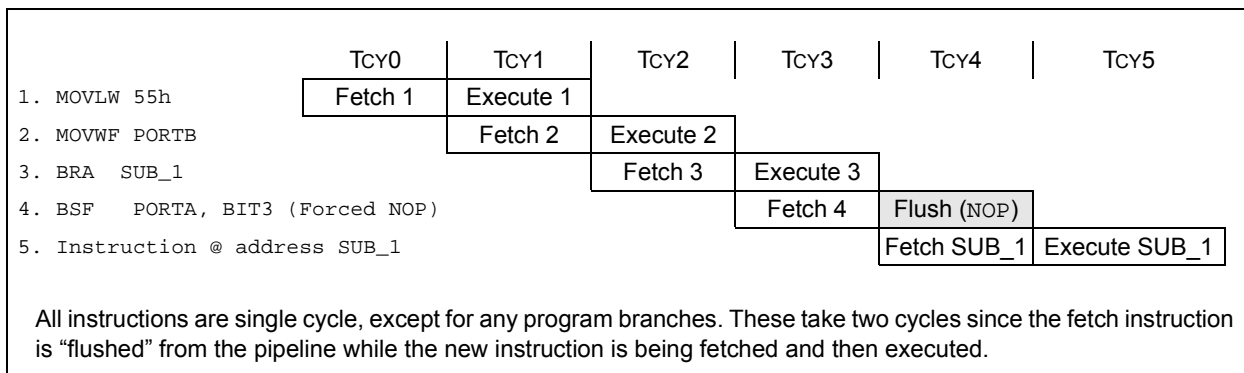 TCY0 TCY1 TCY2 TCY3 TCY4 TCY5
1. MOVLW 55h Fetch 1 Execute 1
2. MOVWF PORTB Fetch 2 Execute 2
3. BRA SUB_1 Fetch 3 Execute 3
4. BSF PORTA, BIT3 (Forced NOP) Fetch 4 Flush (NOP)
5. Instruction @ address SUB_1 Fetch SUB_1 Execute SUB_1
All instructions are single cycle, except for any program branches. These take two cycles since the fetch instruction
is “flushed” from the pipeline while the new instruction is being fetched and then executed.